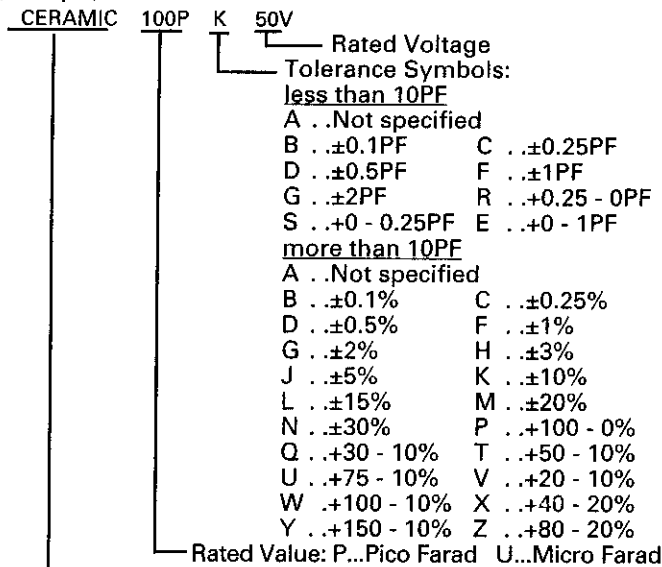 CERAMIC 100P K 50V
Rated Voltage
Tolerance Symbols:
less than 10PF
A ..Not specified
B ..±0.1PF C ..±0.25PF
D ..±0.5PF F ..±1PF
G ..±2PF R ..+0.25 - 0PF
S ..+0 - 0.25PF E ..+0 - 1PF
more than 10PF
A ..Not specified
B ..±0.1% C ..±0.25%
D ..±0.5% F ..±1%
G ..±2% H ..±3%
J ..±5% K ..±10%
L ..±15% M ..±20%
N ..±30% P ..+100 - 0%
Q ..+30 - 10% T ..+50 - 10%
U ..+75 - 10% V ..+20 - 10%
W .+100 - 10% X ..+40 - 20%
Y ..+150 - 10% Z ..+80 - 20%
Rated Value: P...Pico Farad U...Micro Farad